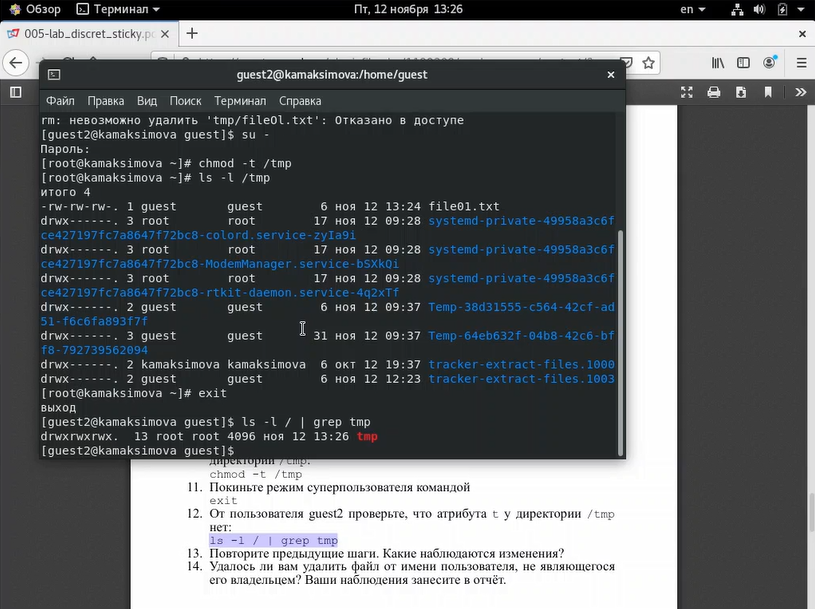 Обзор Терминал Пт, 12 ноября 13:26 en
005-lab_discret_sticky.p
guest2@kamaksimova:/home/guest
Файл Правка Вид Поиск Терминал Справка
rm: невозможно удалить 'tmp/fileOl.txt': Отказано в доступе
[guest2@kamaksimova guest]$ su -
Пароль:
[root@kamaksimova ~]# chmod -t /tmp
[root@kamaksimova ~]# ls -l /tmp
итого 4
-rw-rw-rw-. 1 guest guest 6 ноя 12 13:24 file01.txt
drwx------. 3 root root 17 ноя 12 09:28 systemd-private-49958a3c6f
ce427197fc7a8647f72bc8-colord.service-zyIa9i
drwx------. 3 root root 17 ноя 12 09:28 systemd-private-49958a3c6f
ce427197fc7a8647f72bc8-ModemManager.service-bSXkQi
drwx------. 3 root root 17 ноя 12 09:28 systemd-private-49958a3c6f
ce427197fc7a8647f72bc8-rtkit-daemon.service-4q2xTf
drwx------. 2 guest guest 6 ноя 12 09:37 Temp-38d31555-c564-42cf-ad
51-f6c6fa893f7f
drwx------. 3 guest guest 31 ноя 12 09:37 Temp-64eb632f-04b8-42c6-bf
f8-792739562094
drwx------. 2 kamaksimova kamaksimova 6 окт 12 19:37 tracker-extract-files.1000
drwx------. 2 guest guest 6 ноя 12 12:23 tracker-extract-files.1003
[root@kamaksimova ~]# exit
выход
[guest2@kamaksimova guest]$ ls -l / | grep tmp
drwxrwxrwx. 13 root root 4096 ноя 12 13:26 tmp
[guest2@kamaksimova guest]$
директории /tmp:
chmod -t /tmp
11. Покиньте режим суперпользователя командой
exit
12. От пользователя guest2 проверьте, что атрибута t у директории /tmp
нет:
ls -l / | grep tmp
13. Повторите предыдущие шаги. Какие наблюдаются изменения?
14. Удалось ли вам удалить файл от имени пользователя, не являющегося
его владельцем? Ваши наблюдения занесите в отчёт.